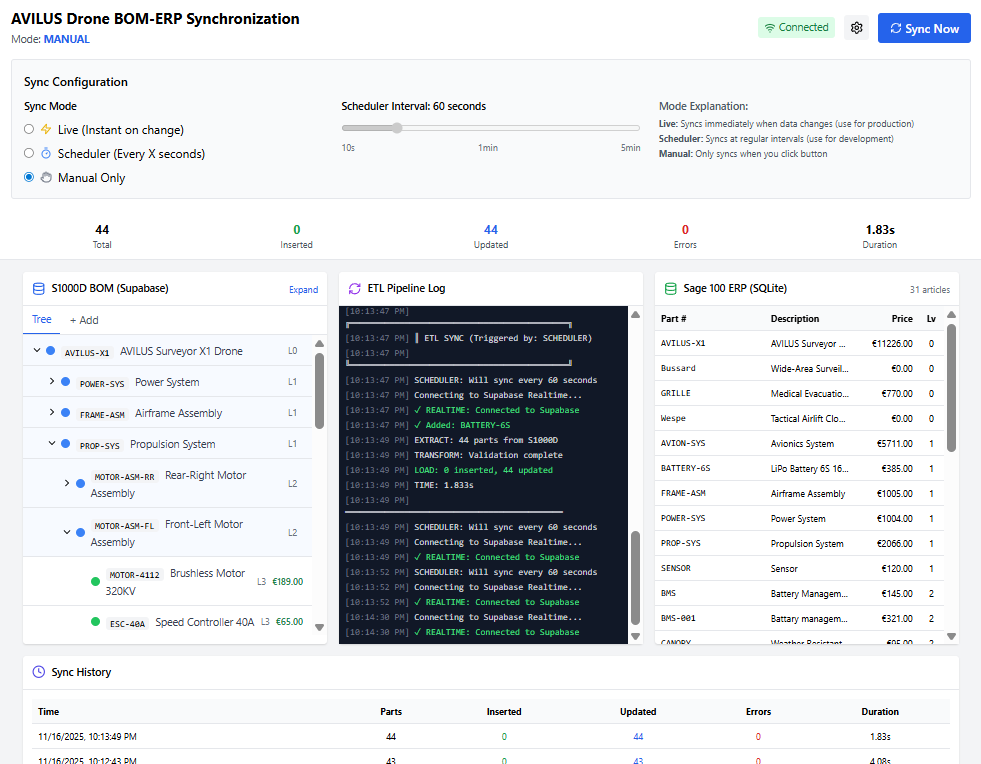 AVILUS Drone BOM-ERP Synchronization
Mode: MANUAL
Connected
Sync Now
Sync Configuration
Sync Mode
Live (Instant on change)
Scheduler (Every X seconds)
Manual Only
Scheduler Interval: 60 seconds
10s 1min 5min
Mode Explanation:
Live: Syncs immediately when data changes (use for production)
Scheduler: Syncs at regular intervals (use for development)
Manual: Only syncs when you click button
44 0 44 0 1.83s
Total Inserted Updated Errors Duration
S1000D BOM (Supabase) Expand
Tree + Add
AVILUS-X1 AVILUS Surveyor X1 Drone L0
POWER-SYS Power System L1
FRAME-ASM Airframe Assembly L1
PROP-SYS Propulsion System L1
MOTOR-ASM-RR Rear-Right Motor
Assembly L2
MOTOR-ASM-FL Front-Left Motor
Assembly L2
MOTOR-4112 Brushless Motor
320KV L3 €189.00
ESC-40A Speed Controller 40A L3 €65.00
ETL Pipeline Log
[10:13:47 PM]
[10:13:47 PM] ETL SYNC (Triggered by: SCHEDULER)
[10:13:47 PM]
[10:13:47 PM] SCHEDULER: Will sync every 60 seconds
[10:13:47 PM] Connecting to Supabase Realtime...
[10:13:47 PM] ✓ REALTIME: Connected to Supabase
[10:13:47 PM] ✓ Added: BATTERY-6S
[10:13:49 PM] EXTRACT: 44 parts from S1000D
[10:13:49 PM] TRANSFORM: Validation complete
[10:13:49 PM] LOAD: 0 inserted, 44 updated
[10:13:49 PM] TIME: 1.833s
[10:13:49 PM]
[10:13:49 PM] SCHEDULER: Will sync every 60 seconds
[10:13:49 PM] Connecting to Supabase Realtime...
[10:13:49 PM] ✓ REALTIME: Connected to Supabase
[10:13:52 PM] SCHEDULER: Will sync every 60 seconds
[10:13:52 PM] Connecting to Supabase Realtime...
[10:13:52 PM] ✓ REALTIME: Connected to Supabase
[10:14:30 PM] Connecting to Supabase Realtime...
[10:14:30 PM] ✓ REALTIME: Connected to Supabase
Sage 100 ERP (SQLite) 31 articles
Part # Description Price Lv
AVILUS-X1 AVILUS Surveyor ... €11226.00 0
Bussard Wide-Area Surveil... €0.00 0
GRILLE Medical Evacuatio... €770.00 0
Wespe Tactical Airlift Clo... €0.00 0
AVION-SYS Avionics System €5711.00 1
BATTERY-6S LiPo Battery 6S 16... €385.00 1
FRAME-ASM Airframe Assembly €1005.00 1
POWER-SYS Power System €1004.00 1
PROP-SYS Propulsion System €2066.00 1
SENSOR Sensor €120.00 1
BMS Battery Managem... €145.00 2
BMS-001 Battary managem... €321.00 2
CANOPY Weather Resistant €95.00 2
Sync History
Time Parts Inserted Updated Errors Duration
11/16/2025, 10:13:49 PM 44 0 44 0 1.83s
11/16/2025, 10:12:43 PM 43 0 43 0 4.08s